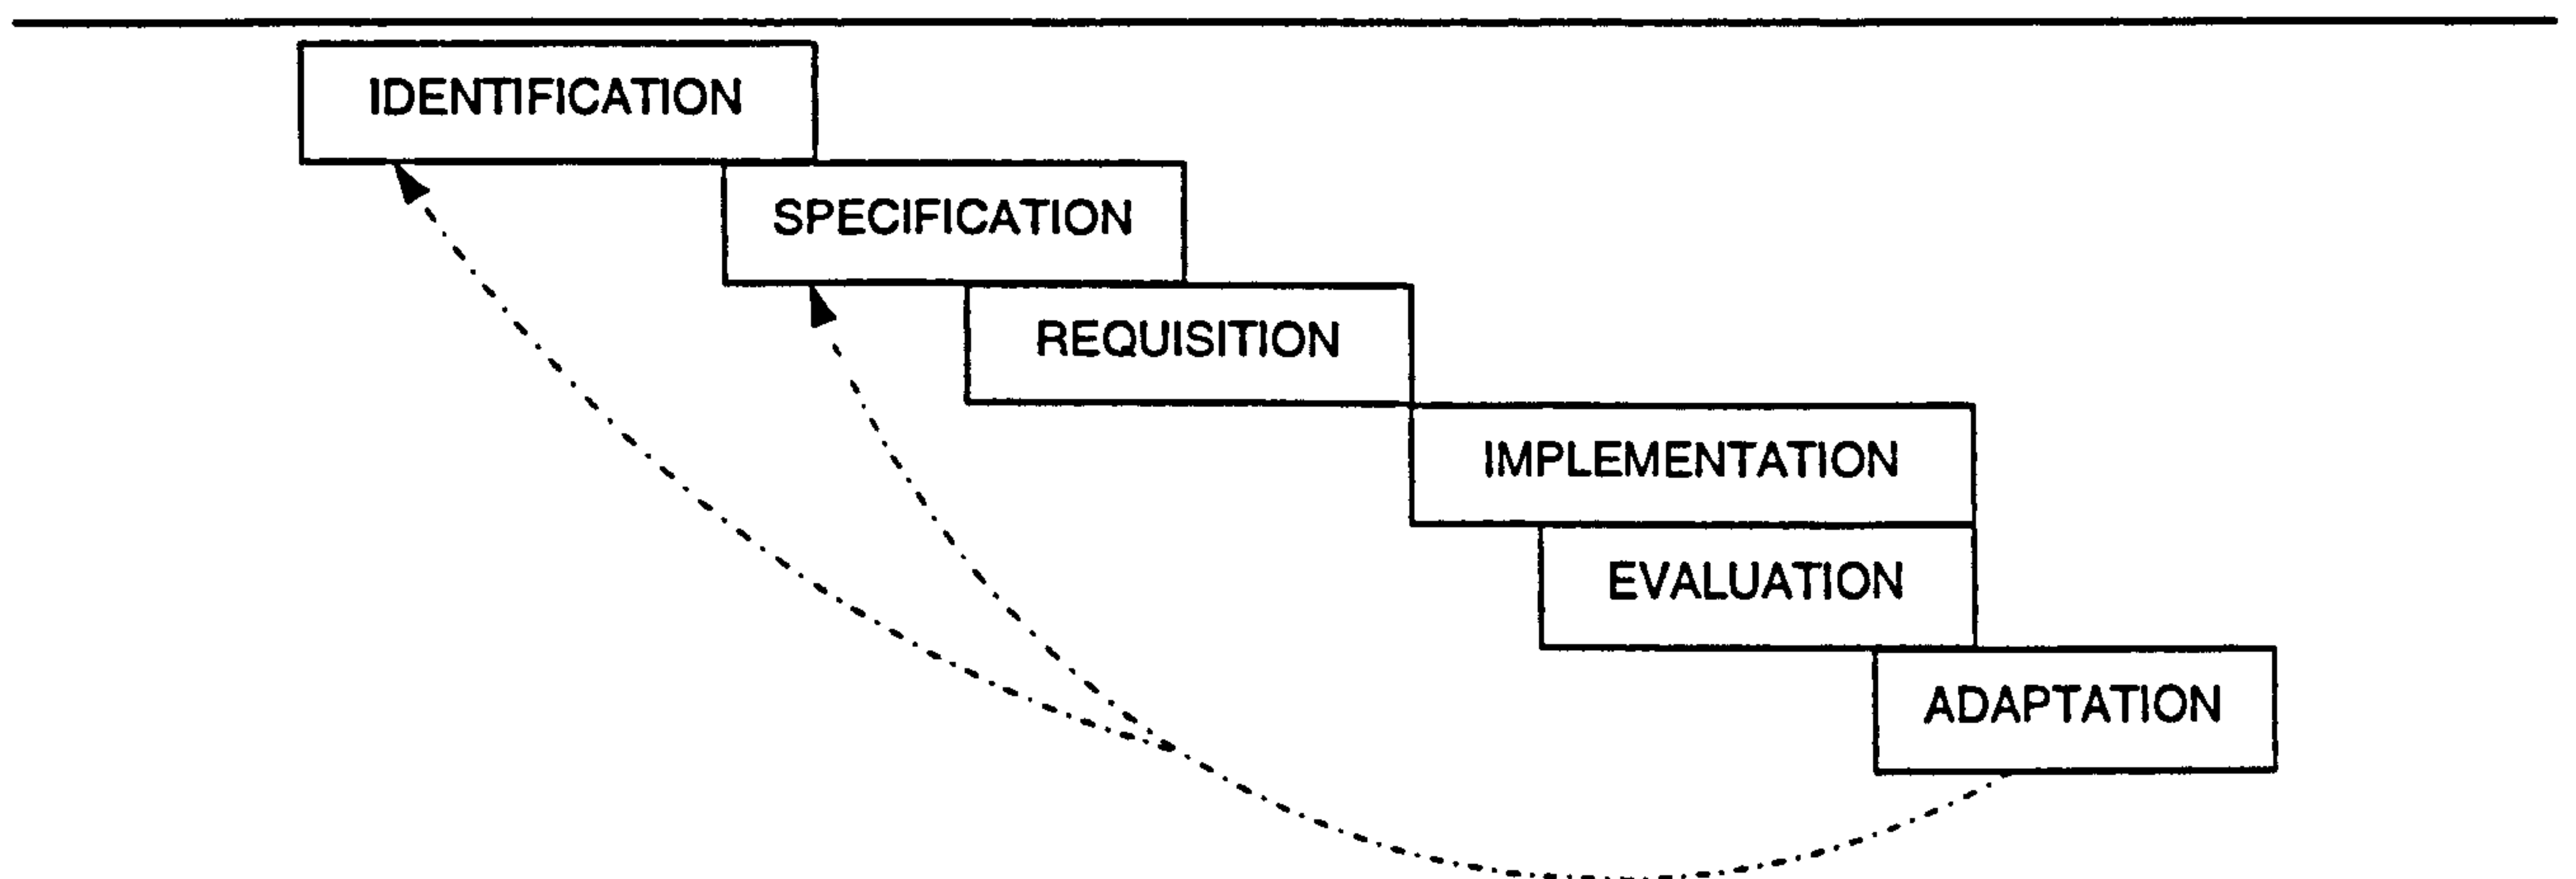 IDENTIFICATION
SPECIFICATION
REQUISITION
IMPLEMENTATION
EVALUATION
ADAPTATION